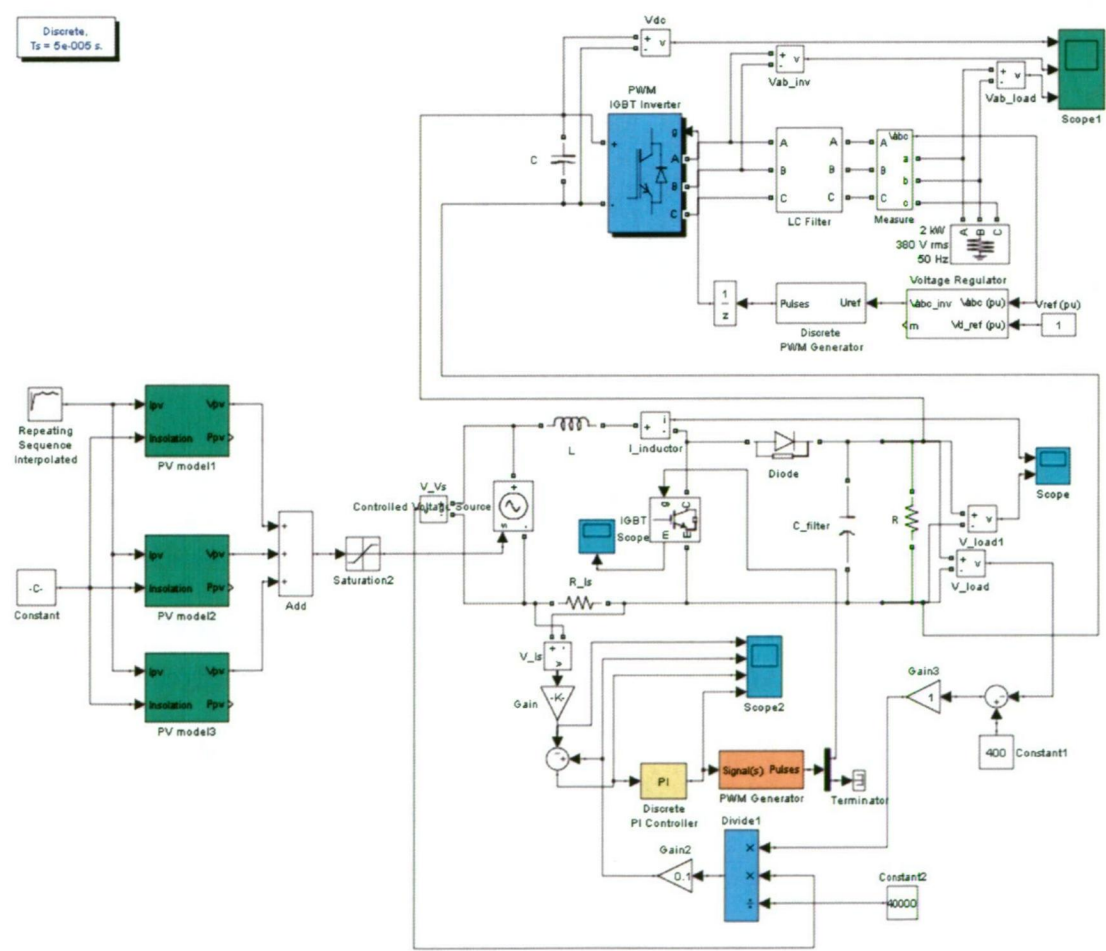 Discrete,
Ts = 5e-005 s.
Vdc
v
+
-
Vab_inv
v
+
-
Vab_load
v
+
-
Scope1
PWM
IGBT Inverter
C
+
-
g
A
B
C
A
B
C
A
B
C
LC Filter
A
B
C
Vabc
a
b
c
Measure
A
B
C
2 kW
380 V rms
50 Hz
1
z
Pulses
Uref
Discrete
PWM Generator
Voltage Regulator
Vabc_inv
m
Vabc (pu)
Vd_ref (pu)
Vref (pu)
1
Repeating
Sequence
Interpolated
Ipv
Insolation
Vpv
Ppv
PV model1
-C-
Constant
Ipv
Insolation
Vpv
Ppv
PV model2
Ipv
Insolation
Vpv
Ppv
PV model3
+
+
+
Add
Saturation2
V_Vs
Controlled Voltage Source
s
+
-
L
I_inductor
i
+
-
Diode
g
C
E
IGBT
Scope
C_filter
R
Scope
V_load1
v
+
-
V_load
v
+
-
R_Is
V_Is
+
-
v
Gain
-K-
Scope2
Gain3
1
400
Constant1
PI
Discrete
PI Controller
Signal(s)
Pulses
PWM Generator
Terminator
Divide1
×
×
÷
Gain2
0.1
Constant2
40000